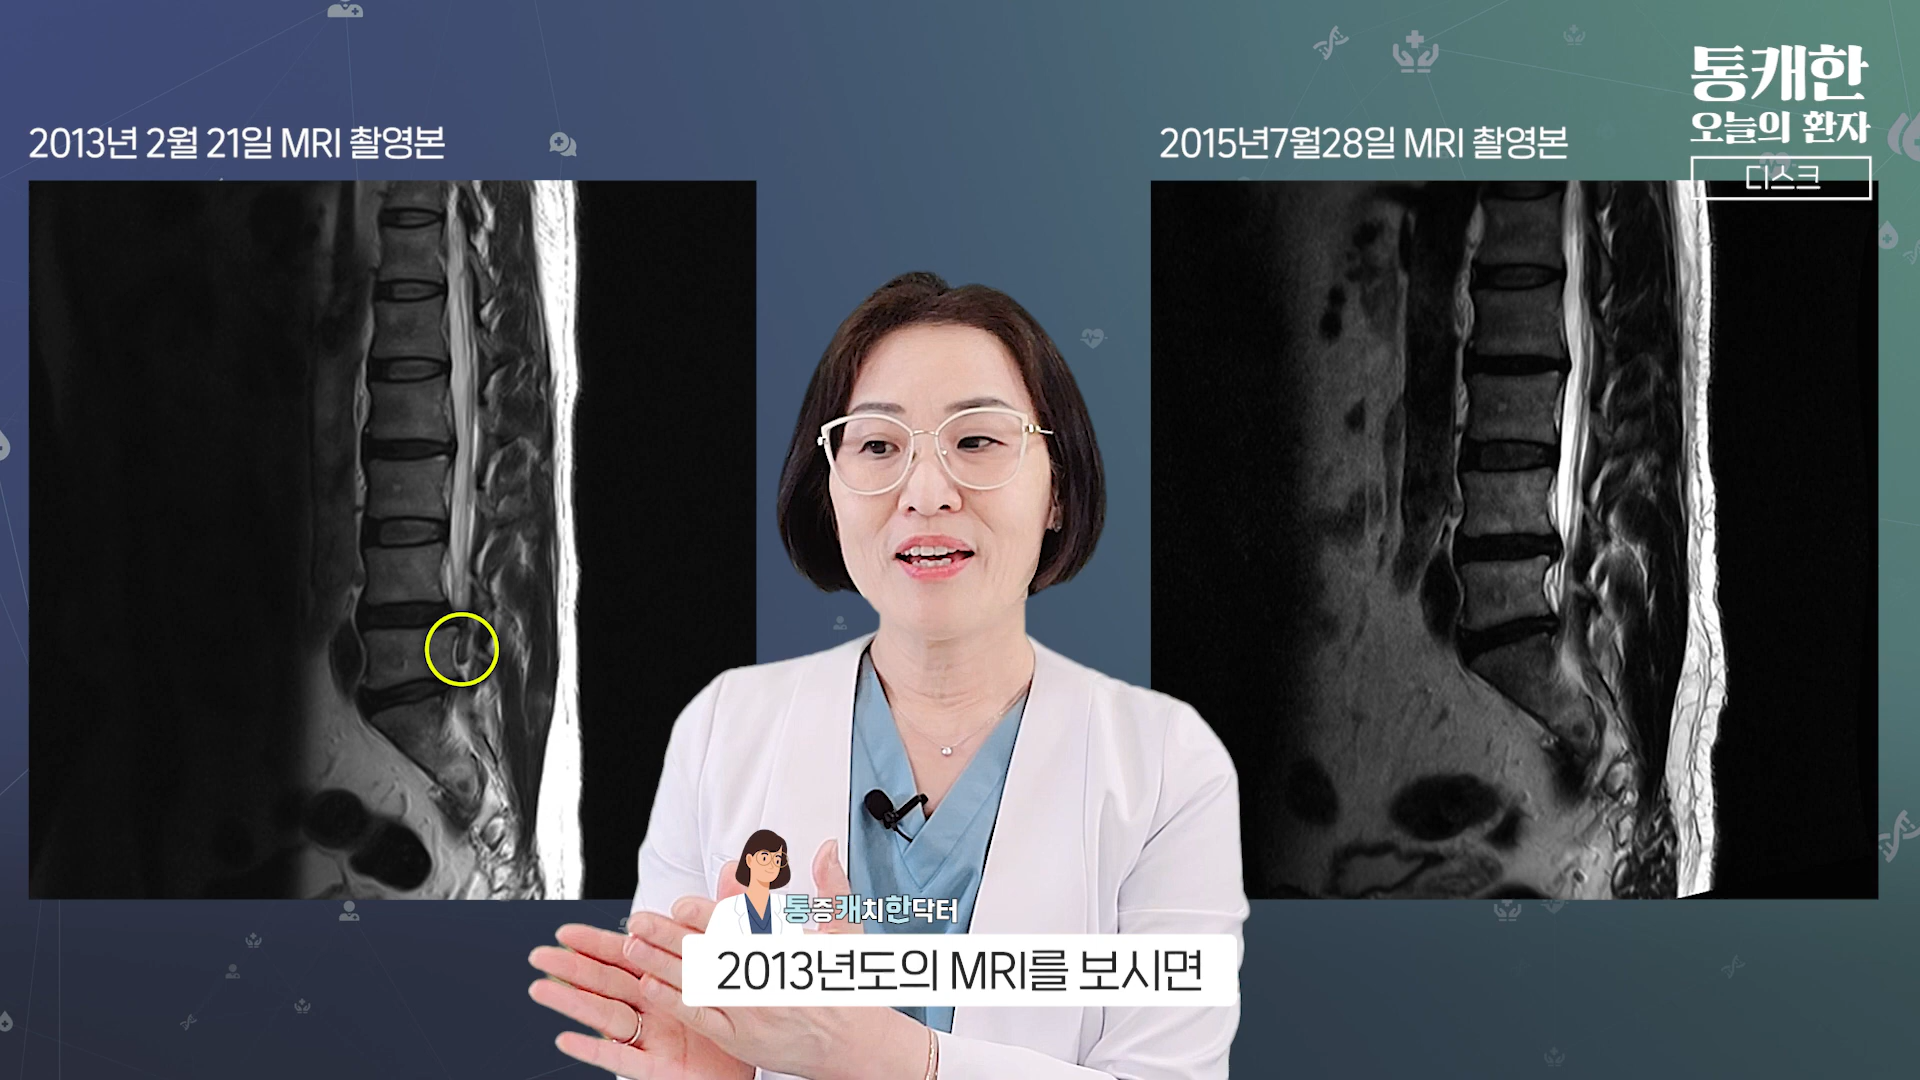 통캐한
오늘의 환자
디스크
2013년 2월 21일 MRI 촬영본
2015년7월28일 MRI 촬영본
통증캐치한닥터
2013년도의 MRI를 보시면